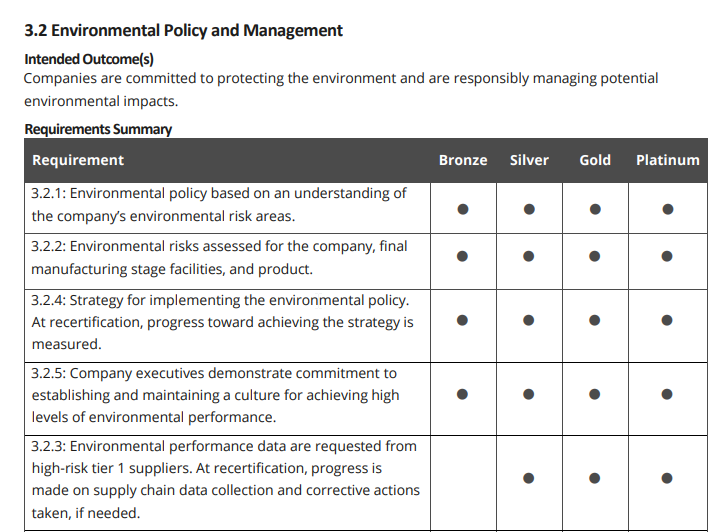 3.2 Environmental Policy and Management
Intended Outcome(s)
Companies are committed to protecting the environment and are responsibly managing potential
environmental impacts.
Requirements Summary
Requirement Bronze Silver Gold Platinum
3.2.1: Environmental policy based on an understanding of
the company’s environmental risk areas. ● ● ● ●
3.2.2: Environmental risks assessed for the company, final
manufacturing stage facilities, and product. ● ● ● ●
3.2.4: Strategy for implementing the environmental policy.
At recertification, progress toward achieving the strategy is ● ● ● ●
measured.
3.2.5: Company executives demonstrate commitment to
establishing and maintaining a culture for achieving high ● ● ● ●
levels of environmental performance.
3.2.3: Environmental performance data are requested from
high-risk tier 1 suppliers. At recertification, progress is ● ● ●
made on supply chain data collection and corrective actions
taken, if needed.